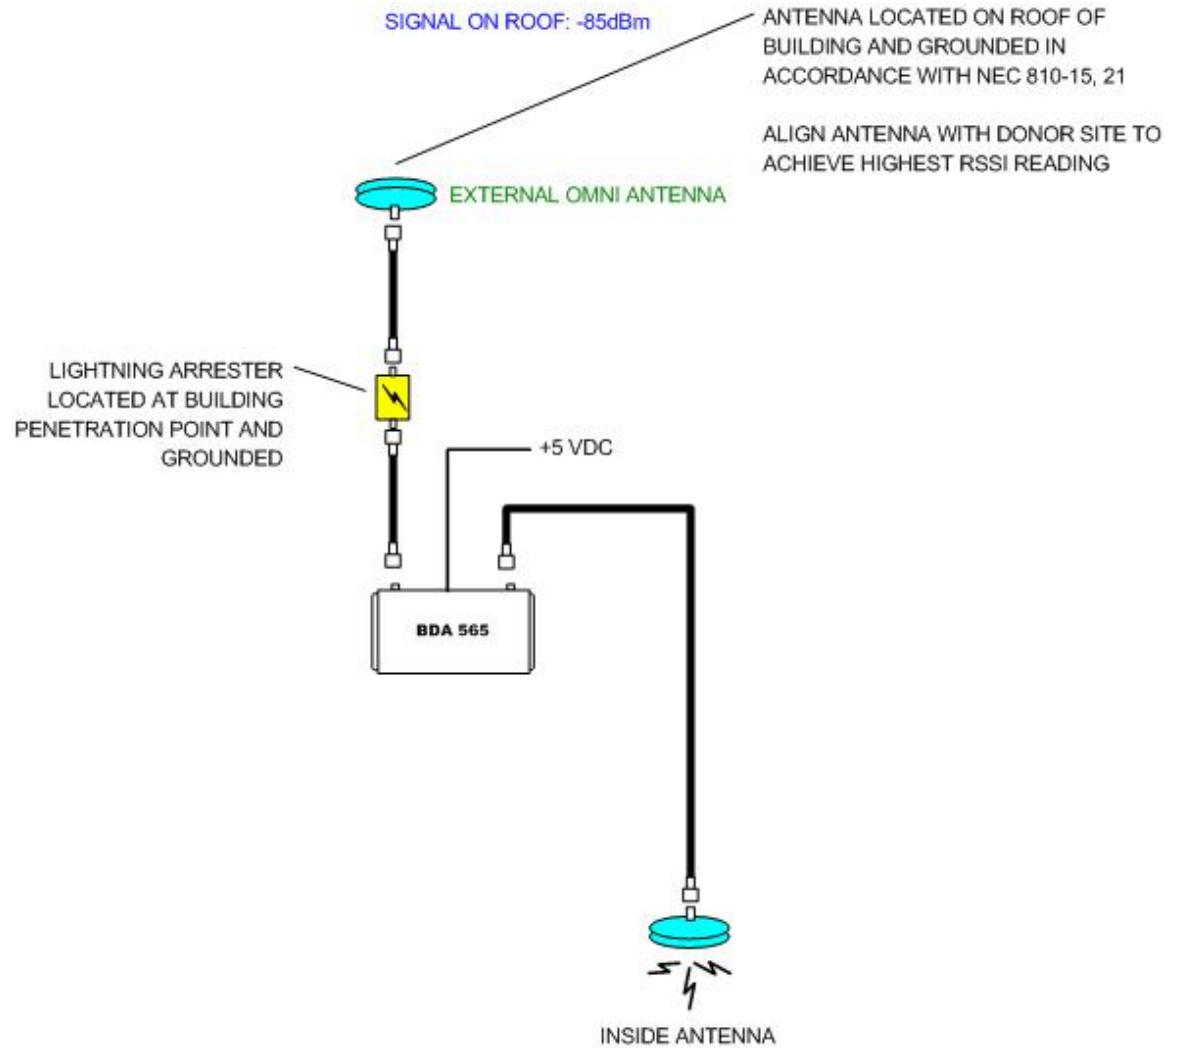 SIGNAL ON ROOF: -85dBm
ANTENNA LOCATED ON ROOF OF
BUILDING AND GROUNDED IN
ACCORDANCE WITH NEC 810-15, 21
ALIGN ANTENNA WITH DONOR SITE TO
ACHIEVE HIGHEST RSSI READING
EXTERNAL OMNI ANTENNA
LIGHTNING ARRESTER
LOCATED AT BUILDING
PENETRATION POINT AND
GROUNDED
+5 VDC
BDA 565
INSIDE ANTENNA